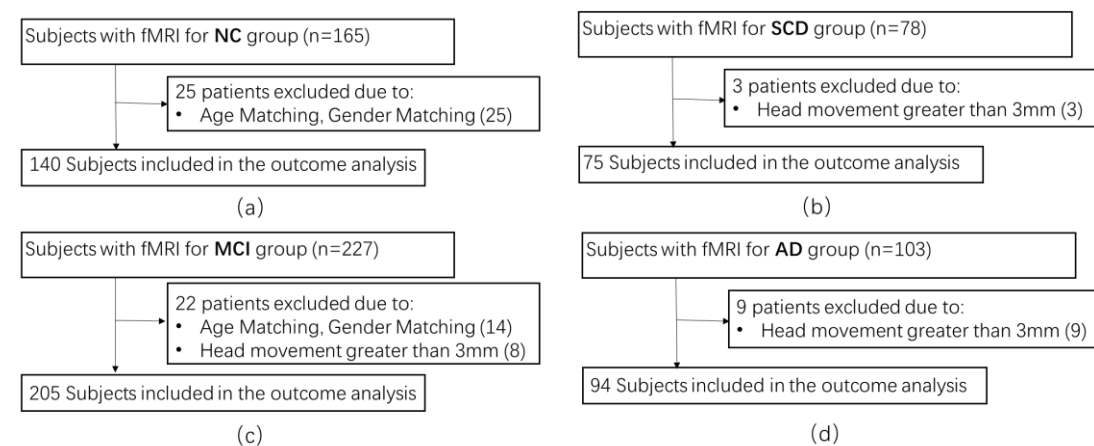 Subjects with fMRI for NC group (n=165)
25 patients excluded due to:
• Age Matching, Gender Matching (25)
140 Subjects included in the outcome analysis
(a)
Subjects with fMRI for SCD group (n=78)
3 patients excluded due to:
• Head movement greater than 3mm (3)
75 Subjects included in the outcome analysis
(b)
Subjects with fMRI for MCI group (n=227)
22 patients excluded due to:
• Age Matching, Gender Matching (14)
• Head movement greater than 3mm (8)
205 Subjects included in the outcome analysis
(c)
Subjects with fMRI for AD group (n=103)
9 patients excluded due to:
• Head movement greater than 3mm (9)
94 Subjects included in the outcome analysis
(d)